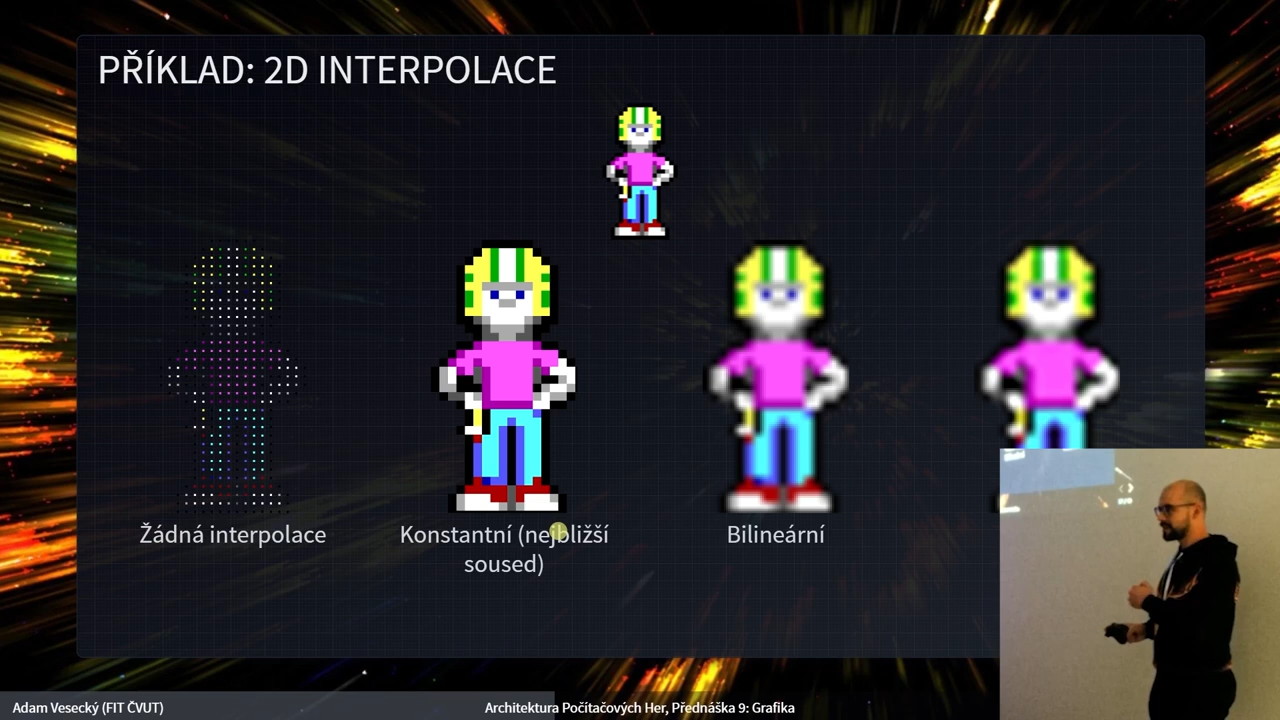 PŘÍKLAD: 2D INTERPOLACE
Žádná interpolace
Konstantní (nejbližší
soused)
Bilineární
Adam Vesecký (FIT ČVUT)
Architektura Počítačových Her, Přednáška 9: Grafika